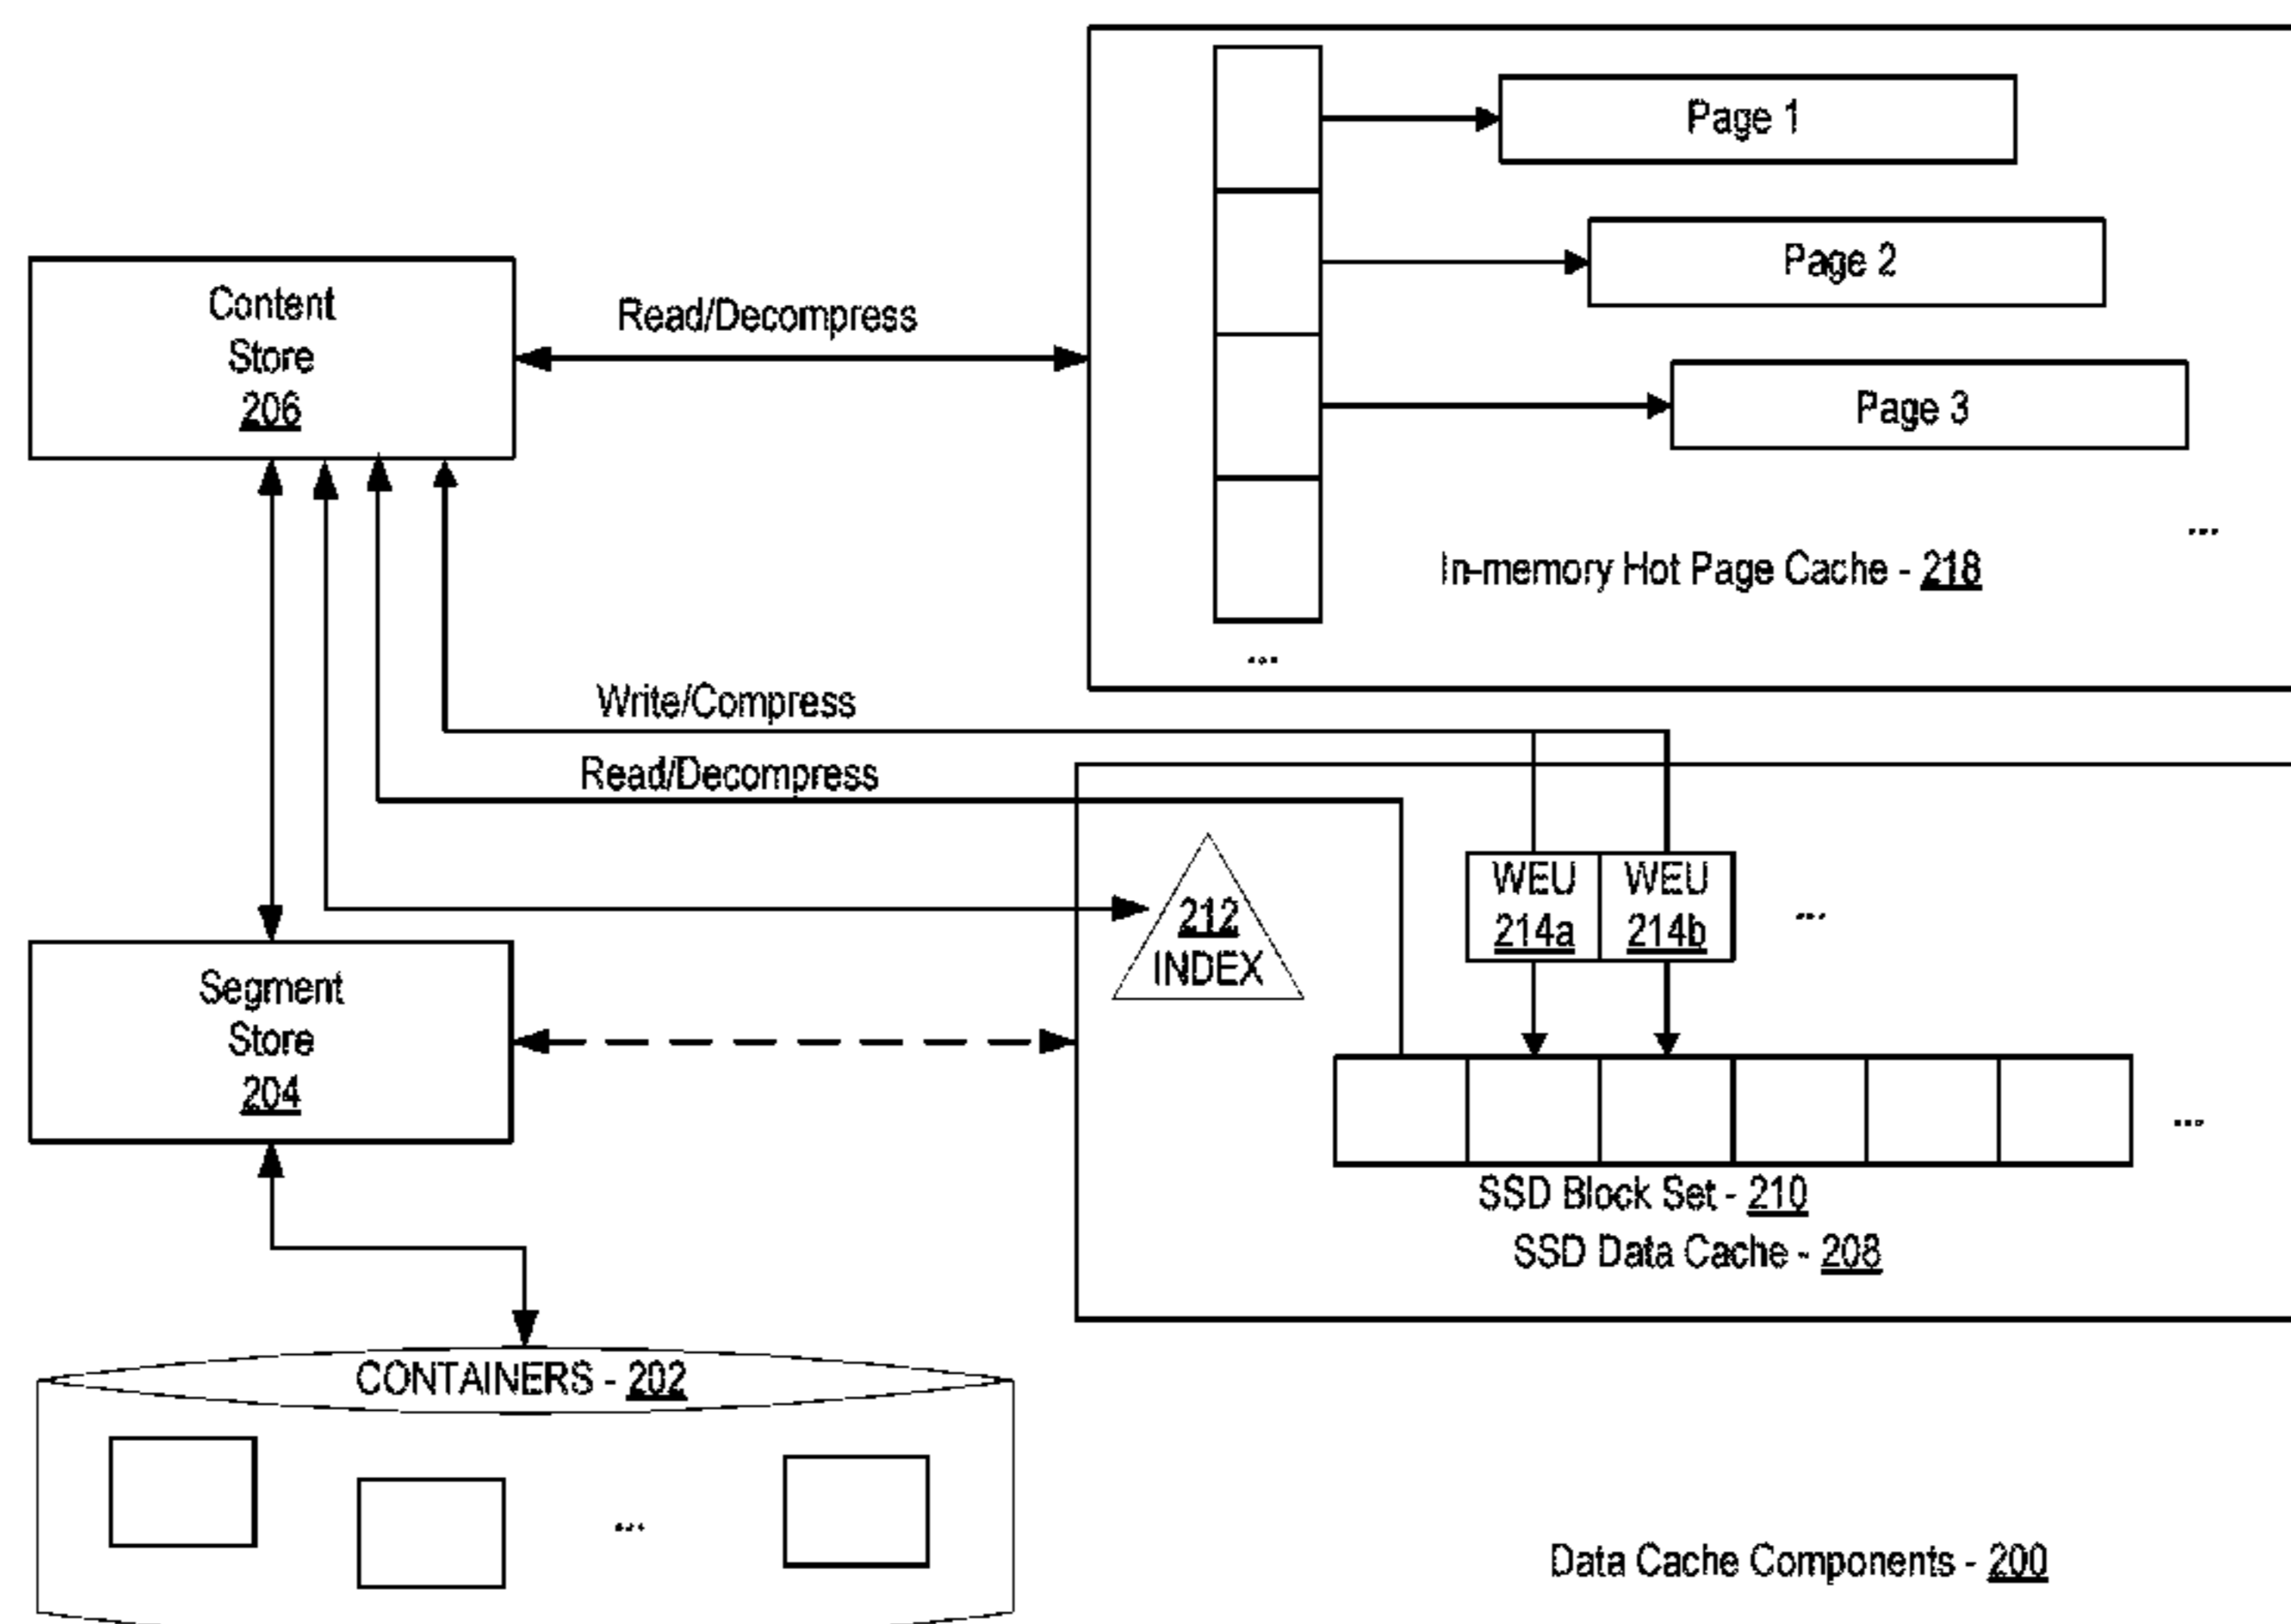 Page 1
Page 2
Page 3
...
In-memory Hot Page Cache - 218
...
Content
Store
206
Read/Decompress
Write/Compress
Read/Decompress
WEU
214a
WEU
214b
...
212
INDEX
Segment
Store
204
...
SSD Block Set - 210
SSD Data Cache - 208
CONTAINERS - 202
...
Data Cache Components - 200